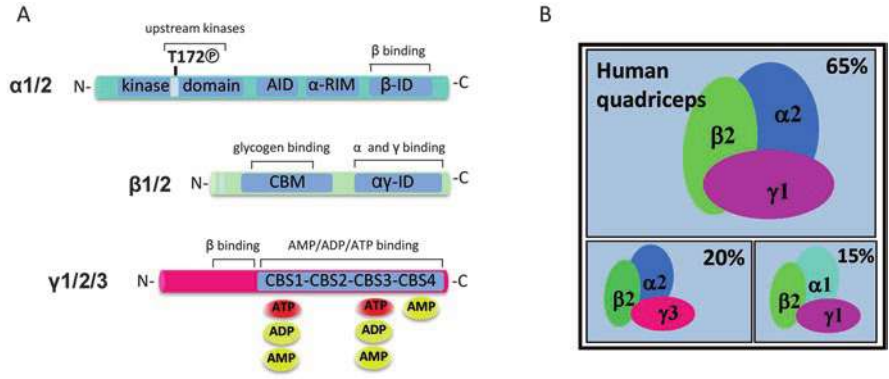 A
upstream kinases
T172Ⓟ
β binding
α1/2 N- kinase domain AID α-RIM β-ID -C
glycogen binding α and γ binding
β1/2 N- CBM αγ-ID -C
β binding AMP/ADP/ATP binding
γ1/2/3 N- CBS1-CBS2-CBS3-CBS4 -C
ATP ATP AMP
ADP ADP
AMP AMP
B
Human
quadriceps
65%
β2 α2
γ1
20%
β2 α2
γ3
15%
β2 α1
γ1